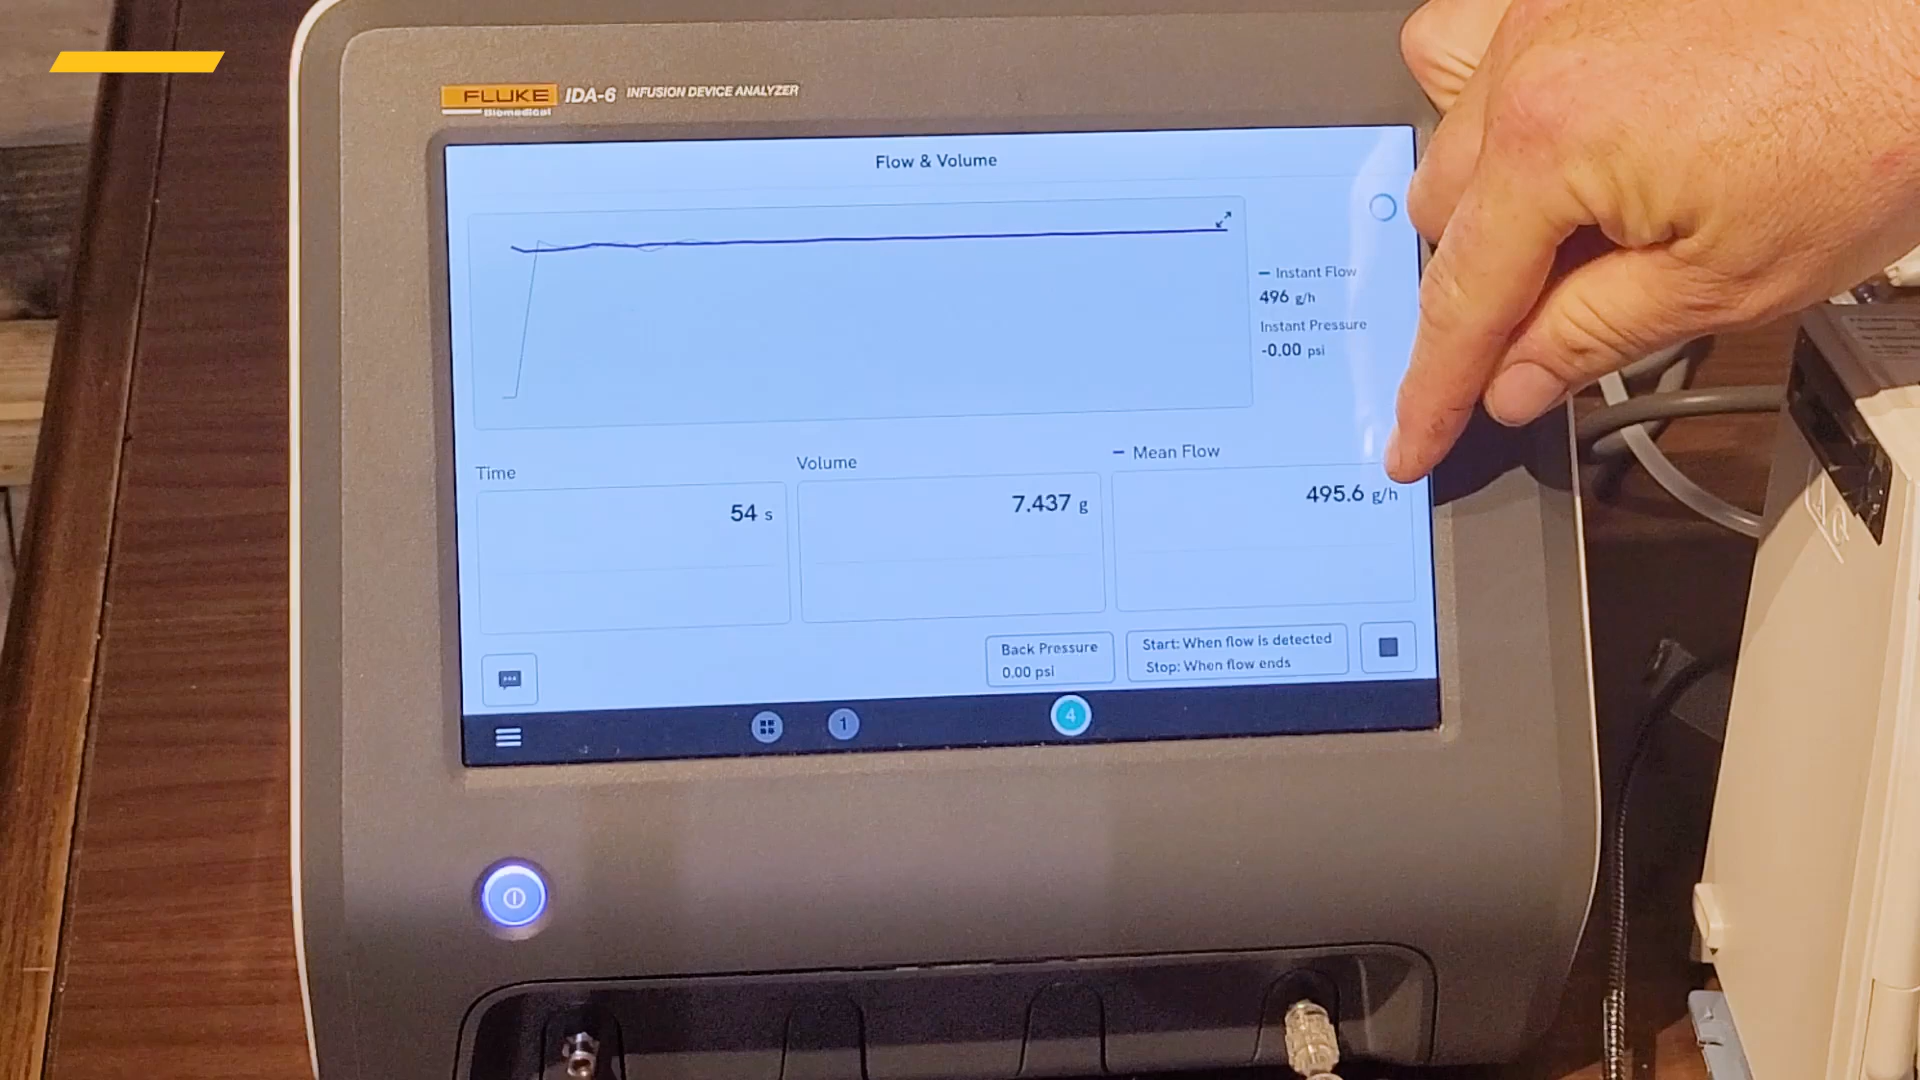 FLUKE IDA-6 INFUSION DEVICE ANALYZER
Biomedical
Flow & Volume
Instant Flow
496 g/h
Instant Pressure
-0.00 psi
Time
54 s
Volume
7.437 g
Mean Flow
495.6 g/h
Back Pressure
0.00 psi
Start: When flow is detected
Stop: When flow ends
1
4